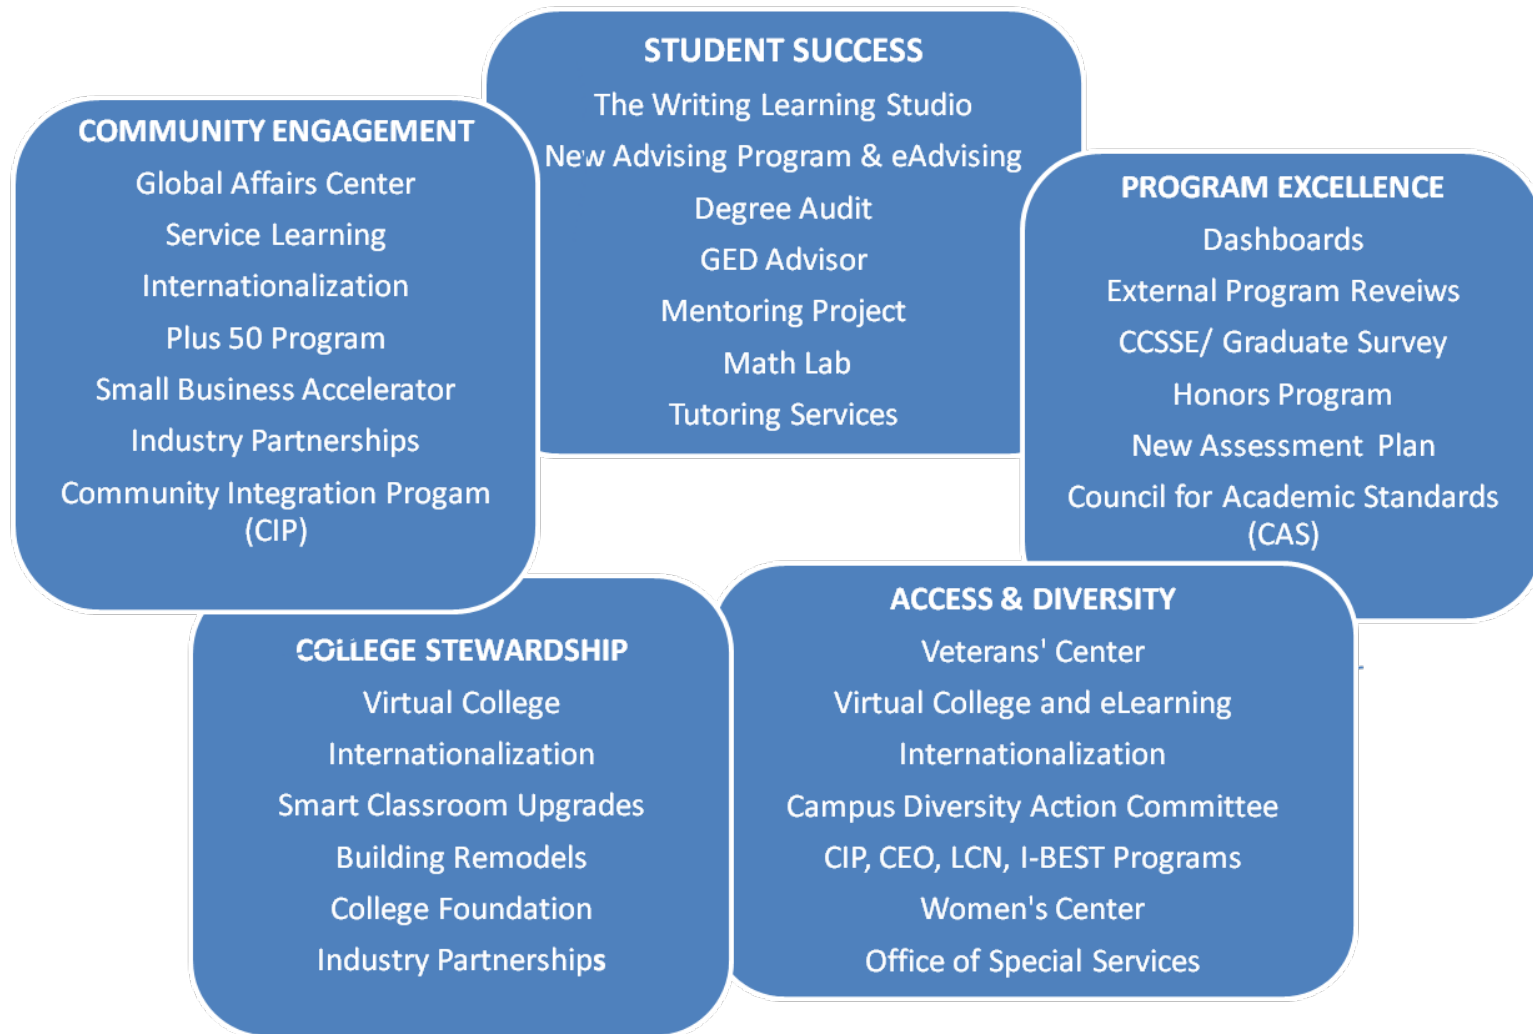 STUDENT SUCCESS
The Writing Learning Studio
New Advising Program & eAdvising
Degree Audit
GED Advisor
Mentoring Project
Math Lab
Tutoring Services
COMMUNITY ENGAGEMENT
Global Affairs Center
Service Learning
Internationalization
Plus 50 Program
Small Business Accelerator
Industry Partnerships
Community Integration Progam
(CIP)
PROGRAM EXCELLENCE
Dashboards
External Program Reveiws
CCSSE/ Graduate Survey
Honors Program
New Assessment Plan
Council for Academic Standards
(CAS)
COLLEGE STEWARDSHIP
Virtual College
Internationalization
Smart Classroom Upgrades
Building Remodels
College Foundation
Industry Partnerships
ACCESS & DIVERSITY
Veterans' Center
Virtual College and eLearning
Internationalization
Campus Diversity Action Committee
CIP, CEO, LCN, I-BEST Programs
Women's Center
Office of Special Services